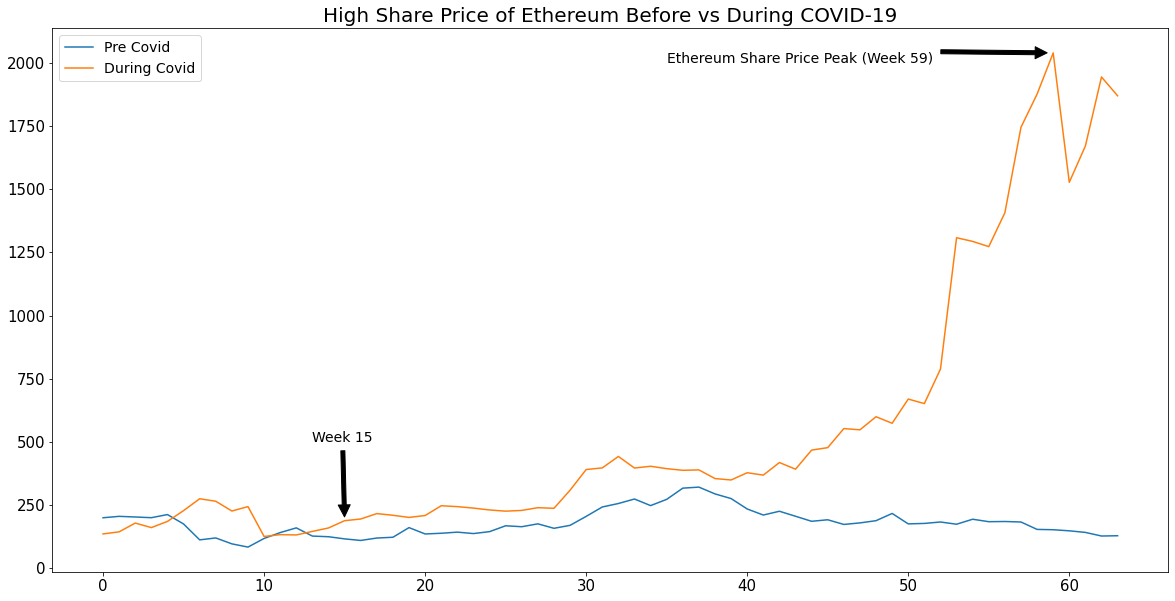 High Share Price of Ethereum Before vs During COVID-19
Pre Covid
During Covid
Ethereum Share Price Peak (Week 59)
Week 15
2000
1750
1500
1250
1000
750
500
250
0
0 10 20 30 40 50 60